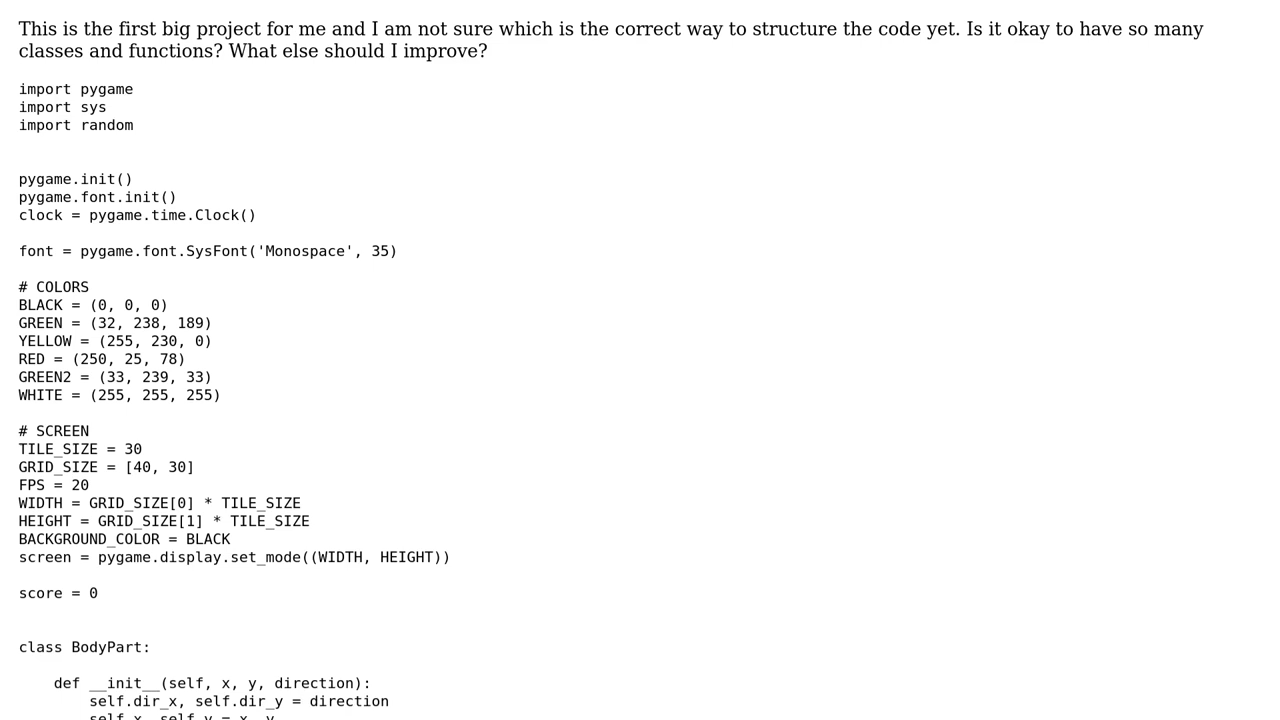 This is the first big project for me and I am not sure which is the correct way to structure the code yet. Is it okay to have so many
classes and functions? What else should I improve?
import pygame
import sys
import random
pygame.init()
pygame.font.init()
clock = pygame.time.Clock()
font = pygame.font.SysFont('Monospace', 35)
# COLORS
BLACK = (0, 0, 0)
GREEN = (32, 238, 189)
YELLOW = (255, 230, 0)
RED = (250, 25, 78)
GREEN2 = (33, 239, 33)
WHITE = (255, 255, 255)
# SCREEN
TILE_SIZE = 30
GRID_SIZE = [40, 30]
FPS = 20
WIDTH = GRID_SIZE[0] * TILE_SIZE
HEIGHT = GRID_SIZE[1] * TILE_SIZE
BACKGROUND_COLOR = BLACK
screen = pygame.display.set_mode((WIDTH, HEIGHT))
score = 0
class BodyPart:
    def __init__(self, x, y, direction):
        self.dir_x, self.dir_y = direction
        self.x, self.y = x, y